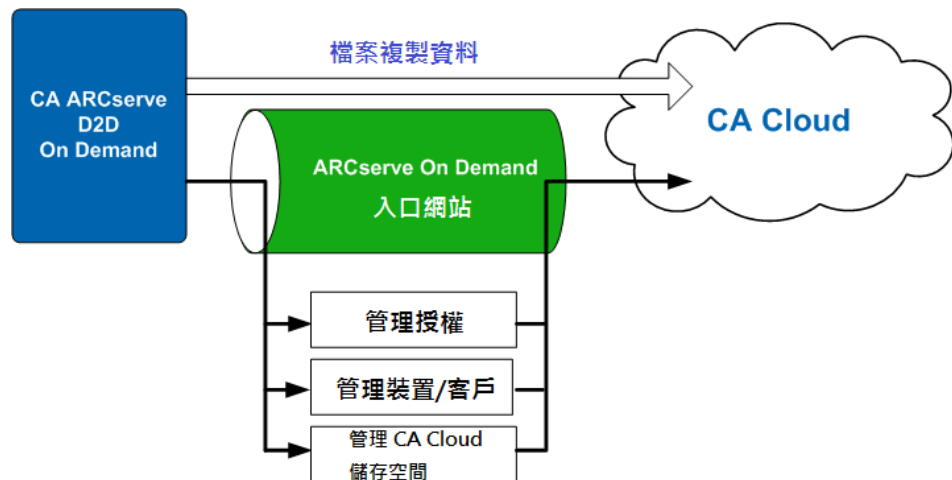 檔案複製資料
CA ARCserve
D2D
On Demand
CA Cloud
ARCserve On Demand
入口網站
管理授權
管理裝置/客戶
管理 CA Cloud
儲存空間